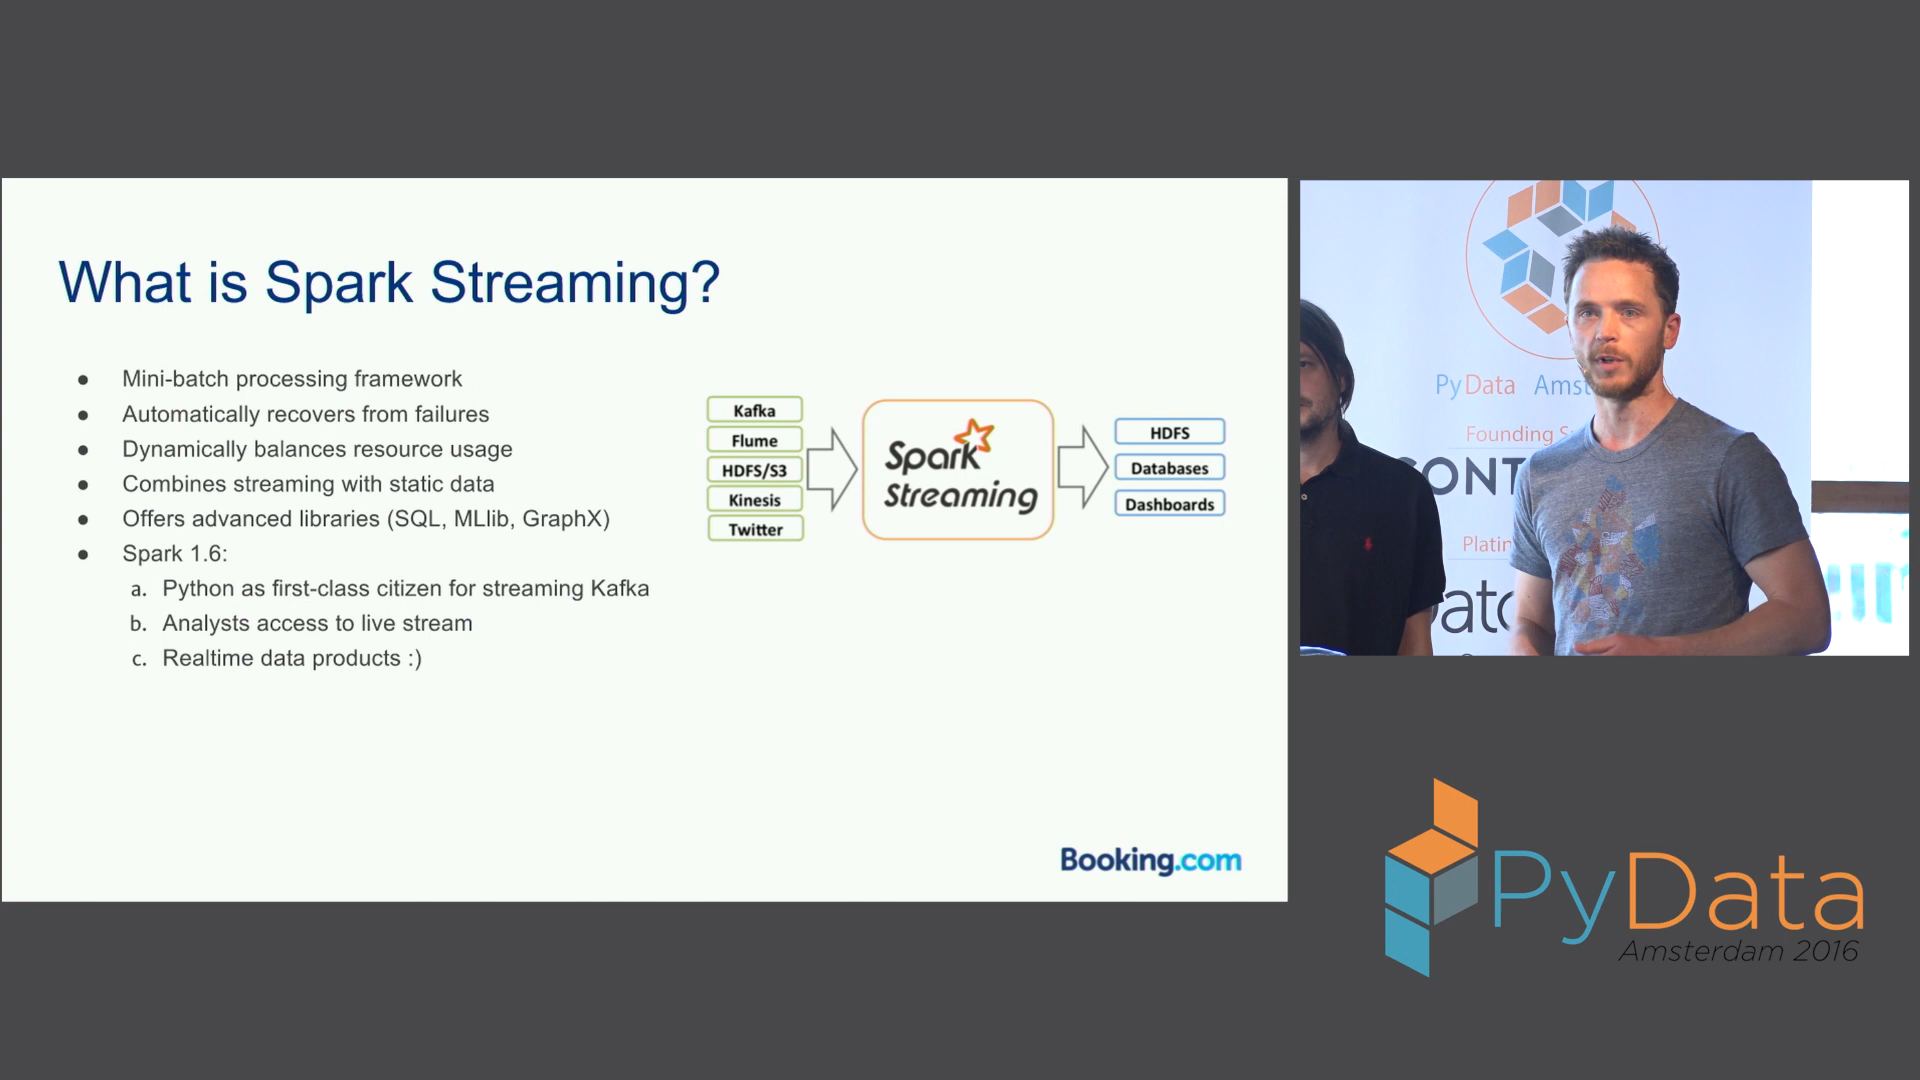 What is Spark Streaming?
● Mini-batch processing framework
● Automatically recovers from failures
● Dynamically balances resource usage
● Combines streaming with static data
● Offers advanced libraries (SQL, MLlib, GraphX)
● Spark 1.6:
a. Python as first-class citizen for streaming Kafka
b. Analysts access to live stream
c. Realtime data products :)
Kafka
Flume
HDFS/S3
Kinesis
Twitter
Spark
Streaming
HDFS
Databases
Dashboards
Booking.com
PyData Amst
Founding
CONT
Platin
PyData
Amsterdam 2016